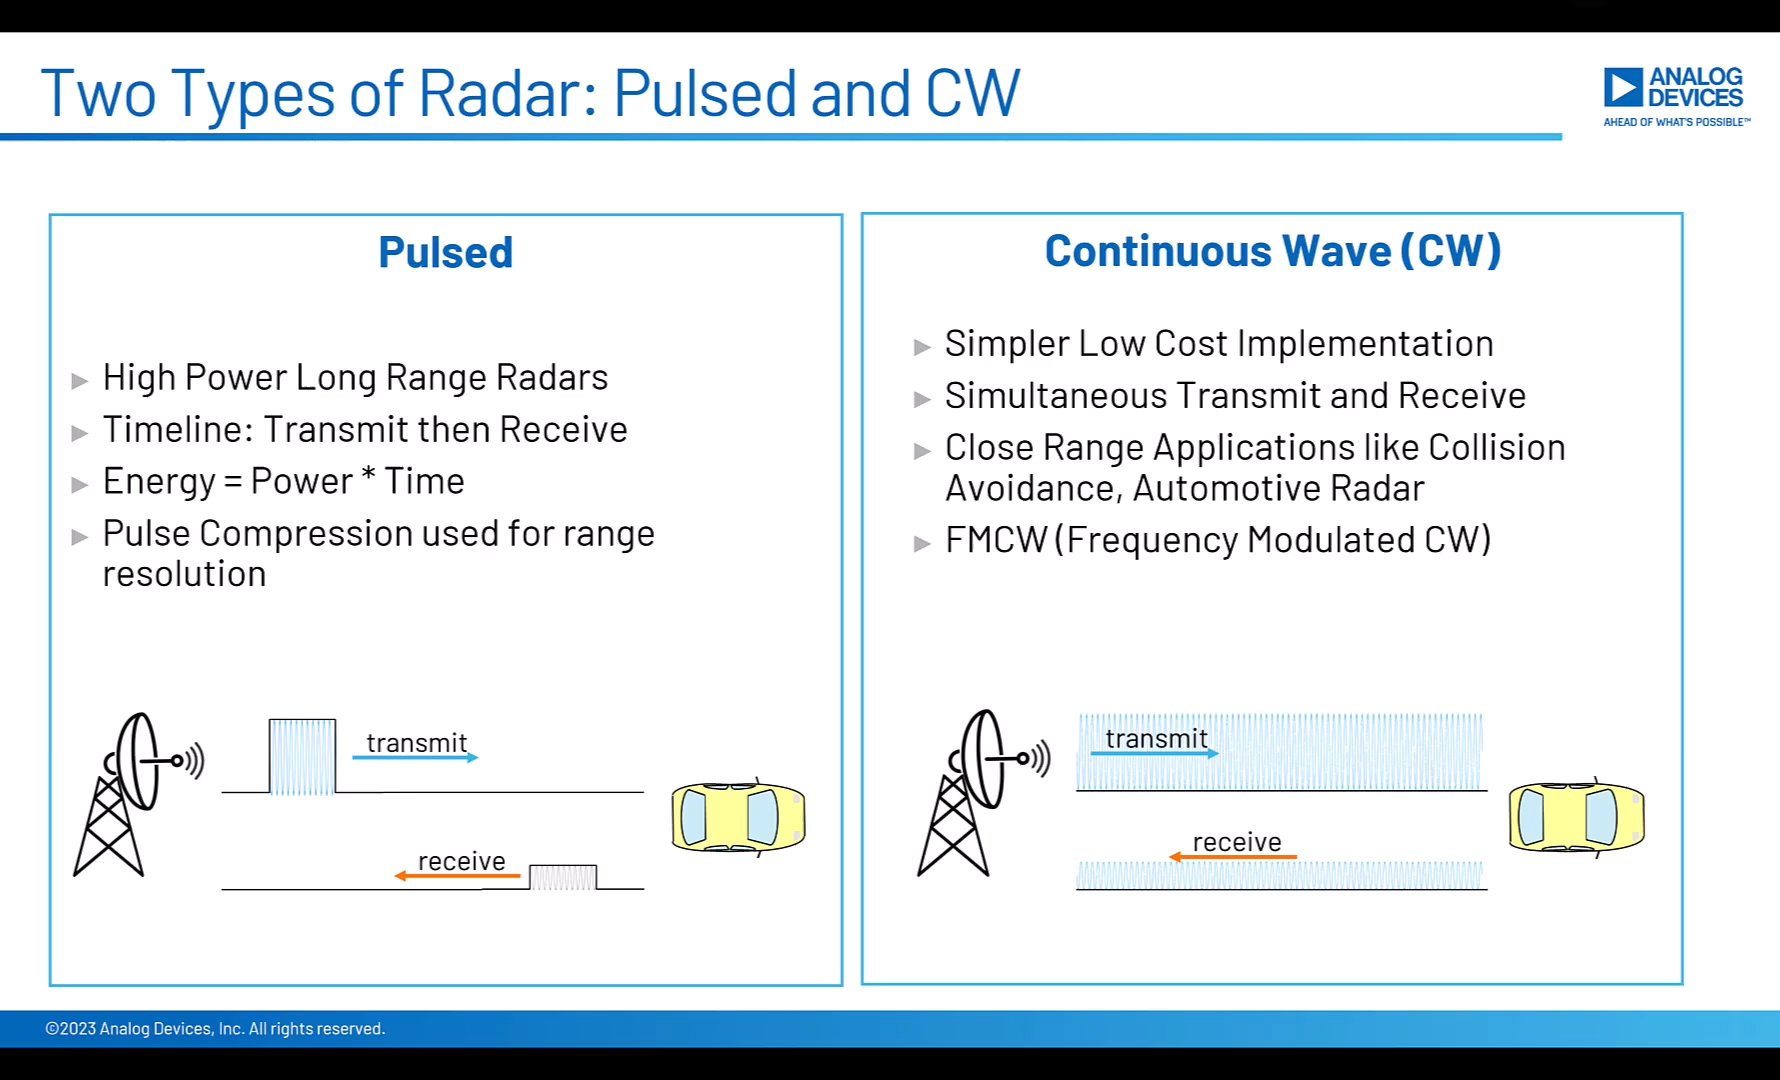 Two Types of Radar: Pulsed and CW
ANALOG
DEVICES
AHEAD OF WHAT'S POSSIBLE™
Pulsed
► High Power Long Range Radars
► Timeline: Transmit then Receive
► Energy = Power * Time
► Pulse Compression used for range
resolution
transmit
receive
Continuous Wave (CW)
► Simpler Low Cost Implementation
► Simultaneous Transmit and Receive
► Close Range Applications like Collision
Avoidance, Automotive Radar
► FMCW (Frequency Modulated CW)
transmit
receive
©2023 Analog Devices, Inc. All rights reserved.